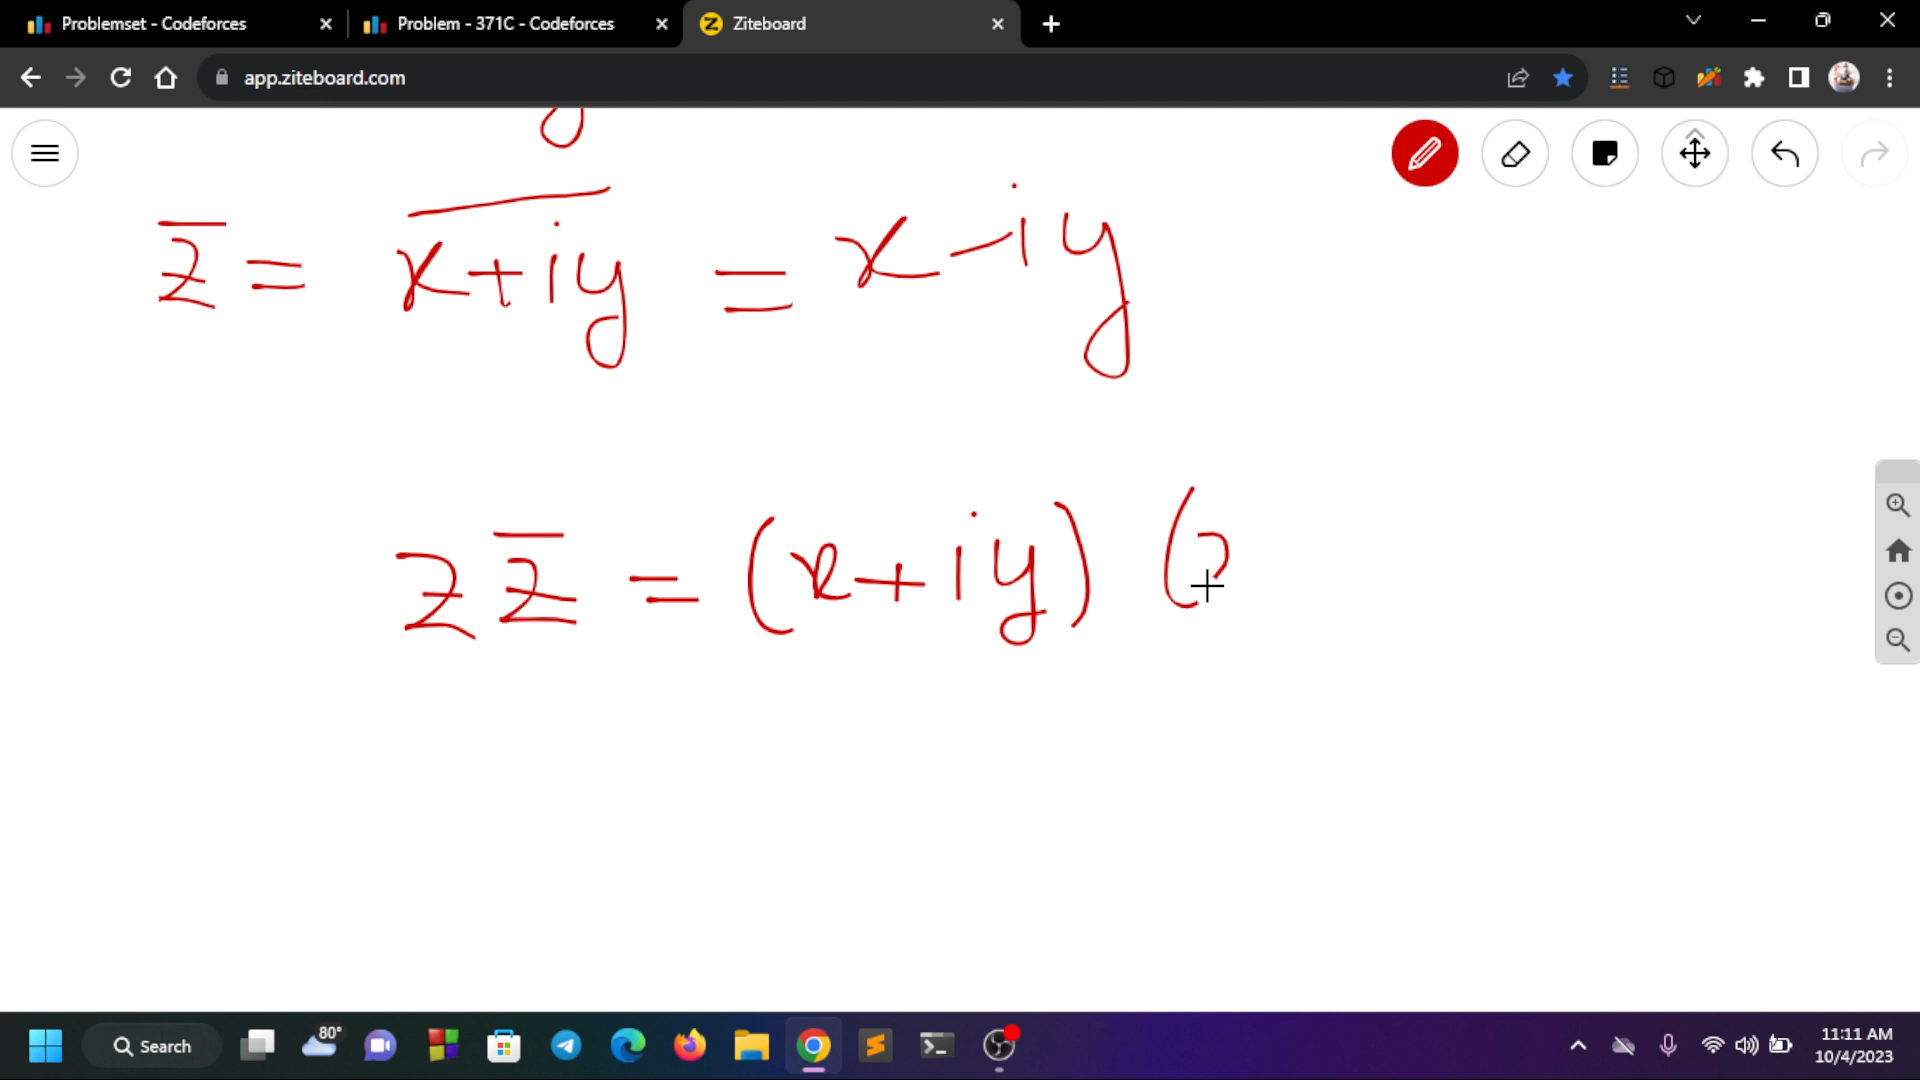 Problemset - Codeforces
Problem - 371C - Codeforces
Ziteboard
app.ziteboard.com
z̅ = \overline{x+iy} = x-iy
z z̅ = (x+iy) (
Search
80°
11:11 AM
10/4/2023